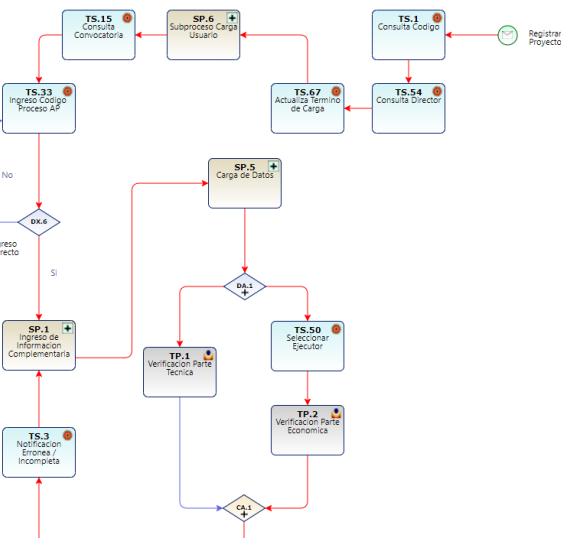 TS.15
Consulta
Convocatoria
SP.6
Subproceso Carga
Usuario
TS.1
Consulta Codigo
Registrar
Proyecto
TS.33
Ingreso Codigo
Proceso AP
TS.67
Actualiza Termino
de Carga
TS.54
Consulta Director
No
SP.5
Carga de Datos
DX.6
greso
recto
Si
DA.1
SP.1
Ingreso de
Informacion
Complementaria
TS.50
Seleccionar
Ejecutor
TP.1
Verificacion Parte
Tecnica
TP.2
Verificacion Parte
Economica
TS.3
Notificacion
Erronea /
Incompleta
CA.1